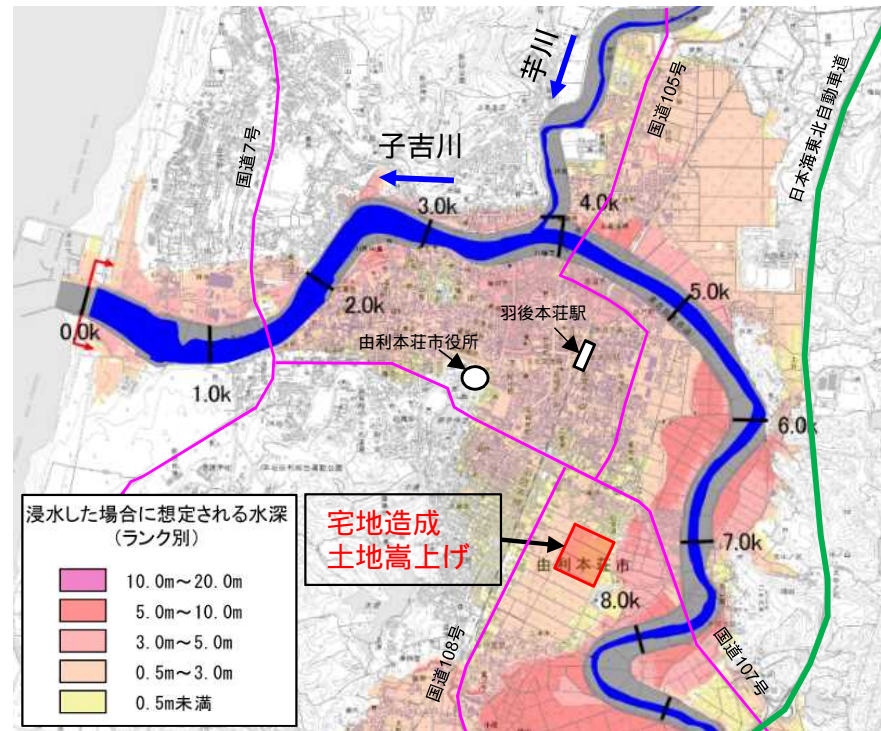 芋川
国道105号
日本海東北自動車道
国道7号
子吉川
3.0k
4.0k
5.0k
2.0k
羽後本荘駅
0.0k
由利本荘市役所
1.0k
6.0k
浸水した場合に想定される水深
(ランク別)
10.0m～20.0m
5.0m～10.0m
3.0m～5.0m
0.5m～3.0m
0.5m未満
宅地造成
土地嵩上げ
7.0k
由利本荘市
8.0k
国道108号
国道107号